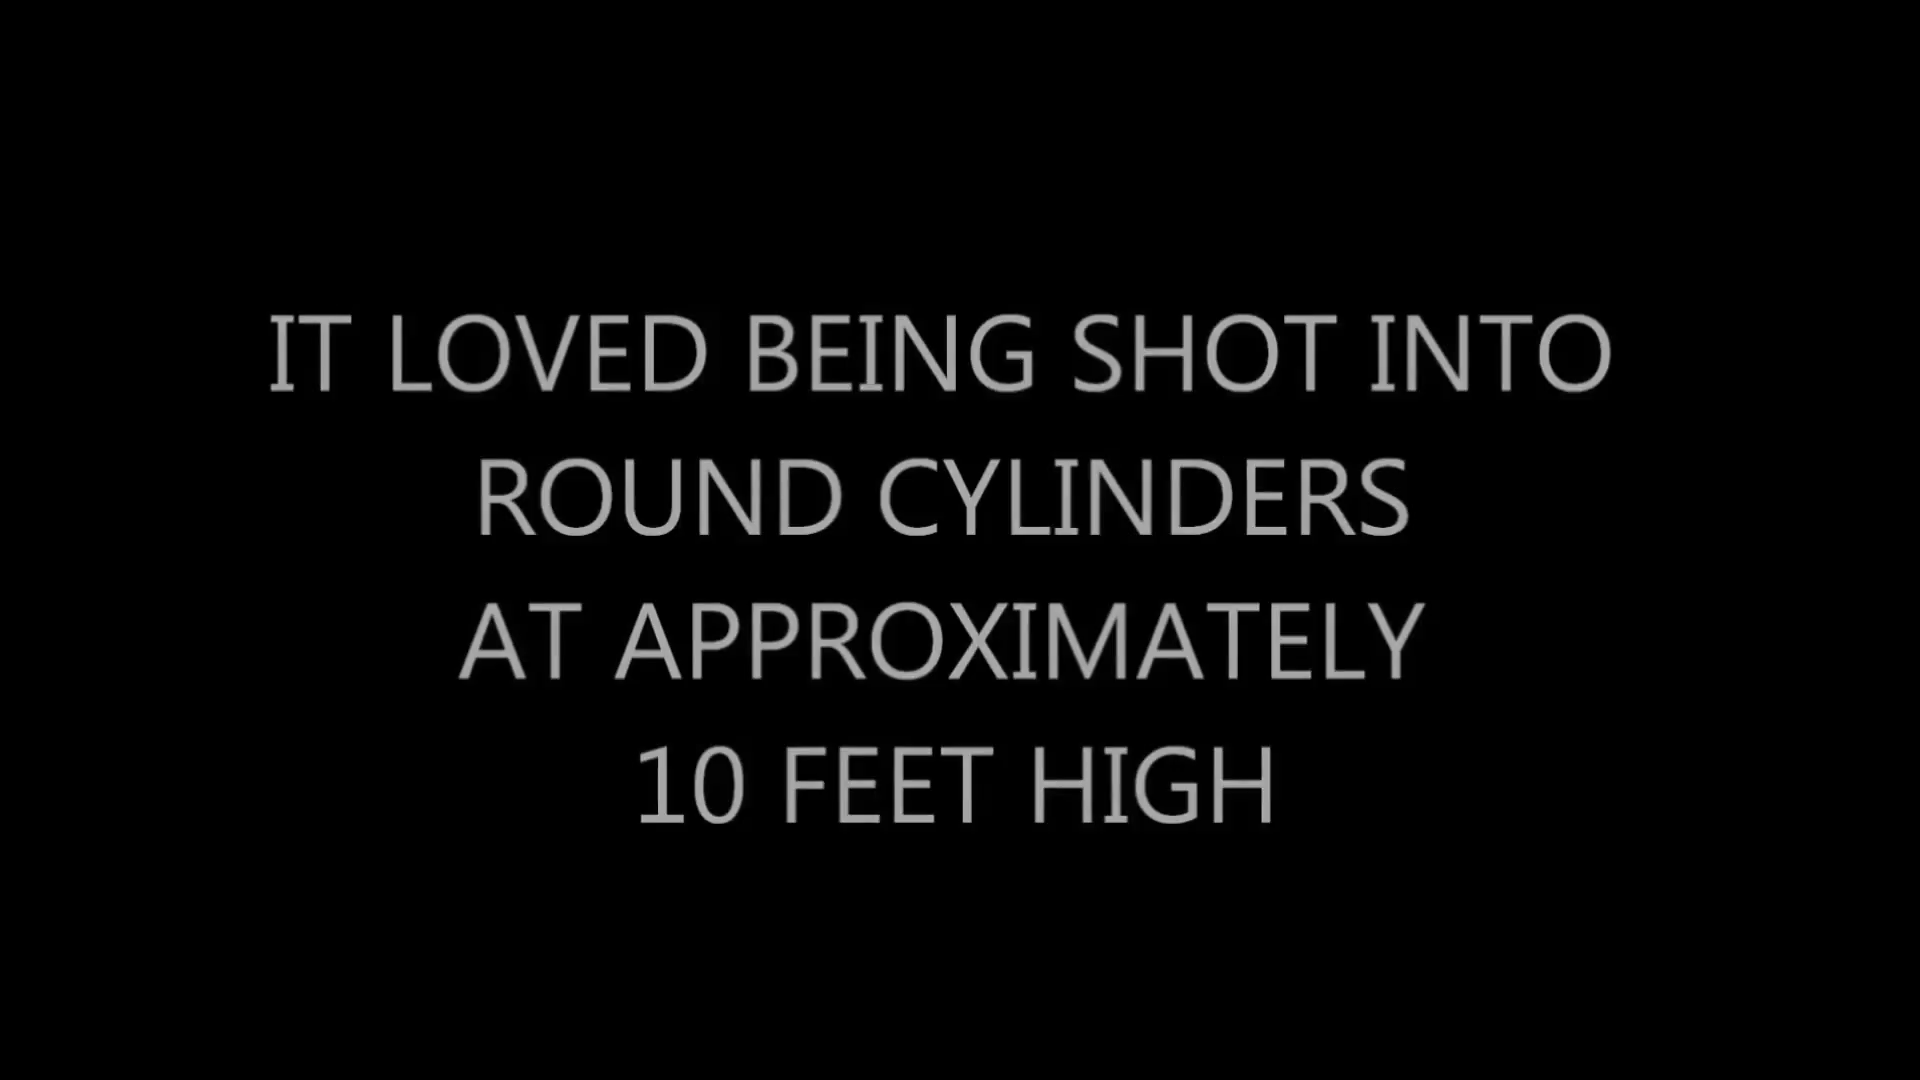 IT LOVED BEING SHOT INTO
ROUND CYLINDERS
AT APPROXIMATELY
10 FEET HIGH